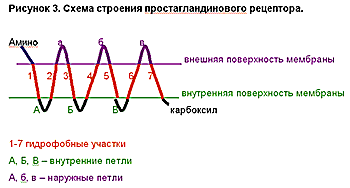 Рисунок 3. Схема строения простагландинового рецептора.
Амино а б в
внешняя поверхность мембраны
1 2 3 4 5 6 7
внутренняя поверхность мембраны
А Б В карбоксил
1-7 гидрофобные участки
А, Б, В – внутренние петли
А, б, в – наружные петли